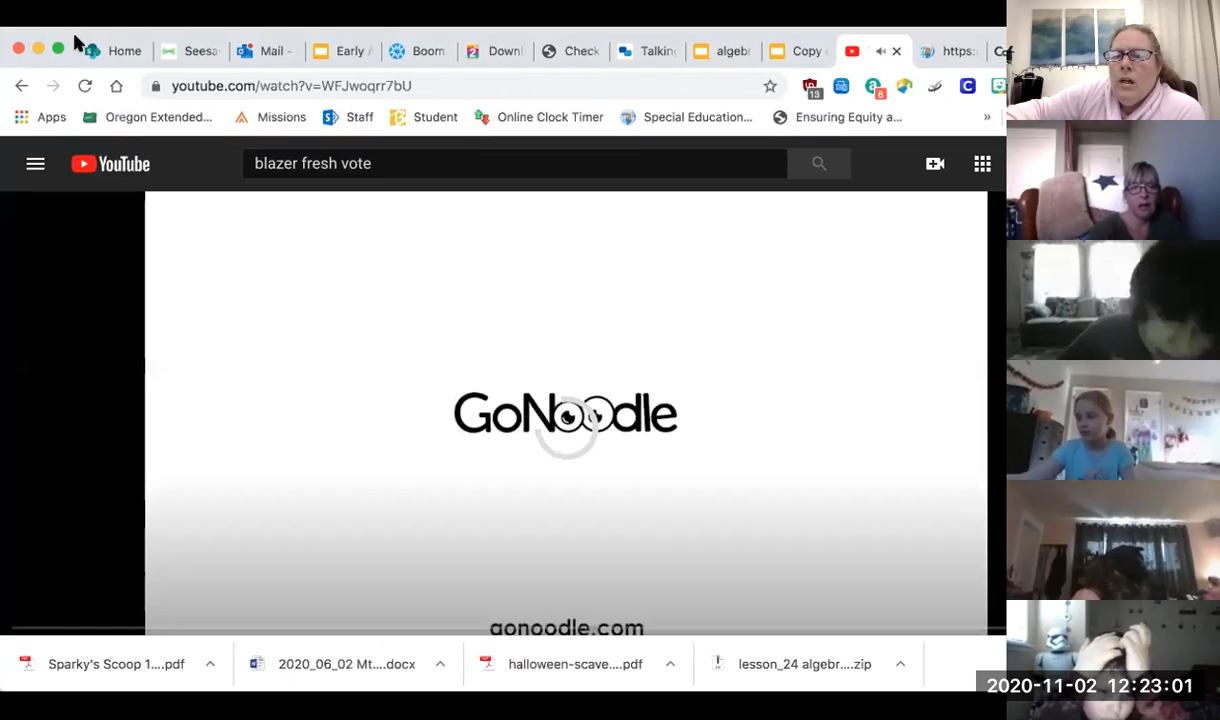 Home Seesa Mail - Early Boom Downl Check Talkin algebr Copy https:
youtube.com/watch?v=WFJwoqrr7bU 13 8
Apps Oregon Extended... Missions Staff Student Online Clock Timer Special Education... Ensuring Equity a... »
YouTube blazer fresh vote
GoNoodle
gonoodle.com
Sparky's Scoop 1....pdf 2020_06_02 Mt....docx halloween-scave....pdf lesson_24 algebr....zip
2020-11-02 12:23:01